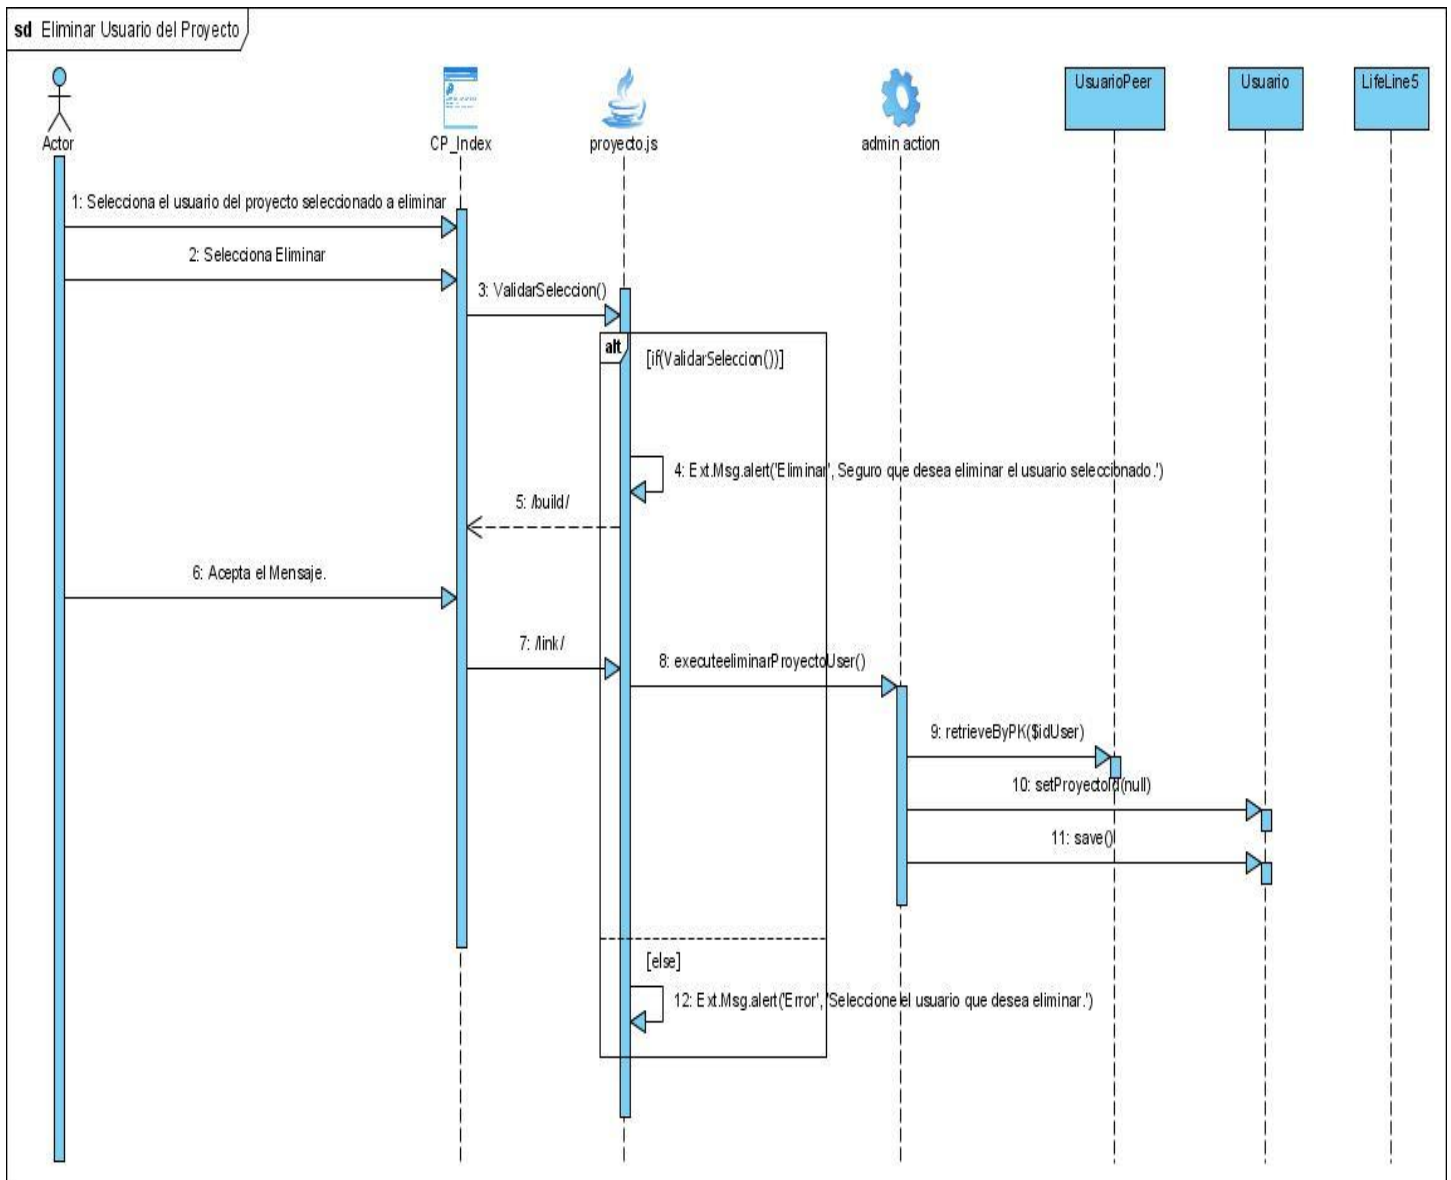 sd Eliminar Usuario del Proyecto
Actor
CP_Index
proyecto.js
admin action
UsuarioPeer
Usuario
LifeLine5
1: Selecciona el usuario del proyecto seleccionado a eliminar
2: Selecciona Eliminar
3: ValidarSeleccion()
alt
[if(ValidarSeleccion())]
4: Ext.Msg.alert('Eliminar', Seguro que desea eliminar el usuario seleccionado.')
5: /build/
6: Acepta el Mensaje.
7: /link/
8: executeeliminarProyectoUser()
9: retrieveByPK($idUser)
10: setProyectoId(null)
11: save()
[else]
12: Ext.Msg.alert('Error', 'Seleccione el usuario que desea eliminar.')